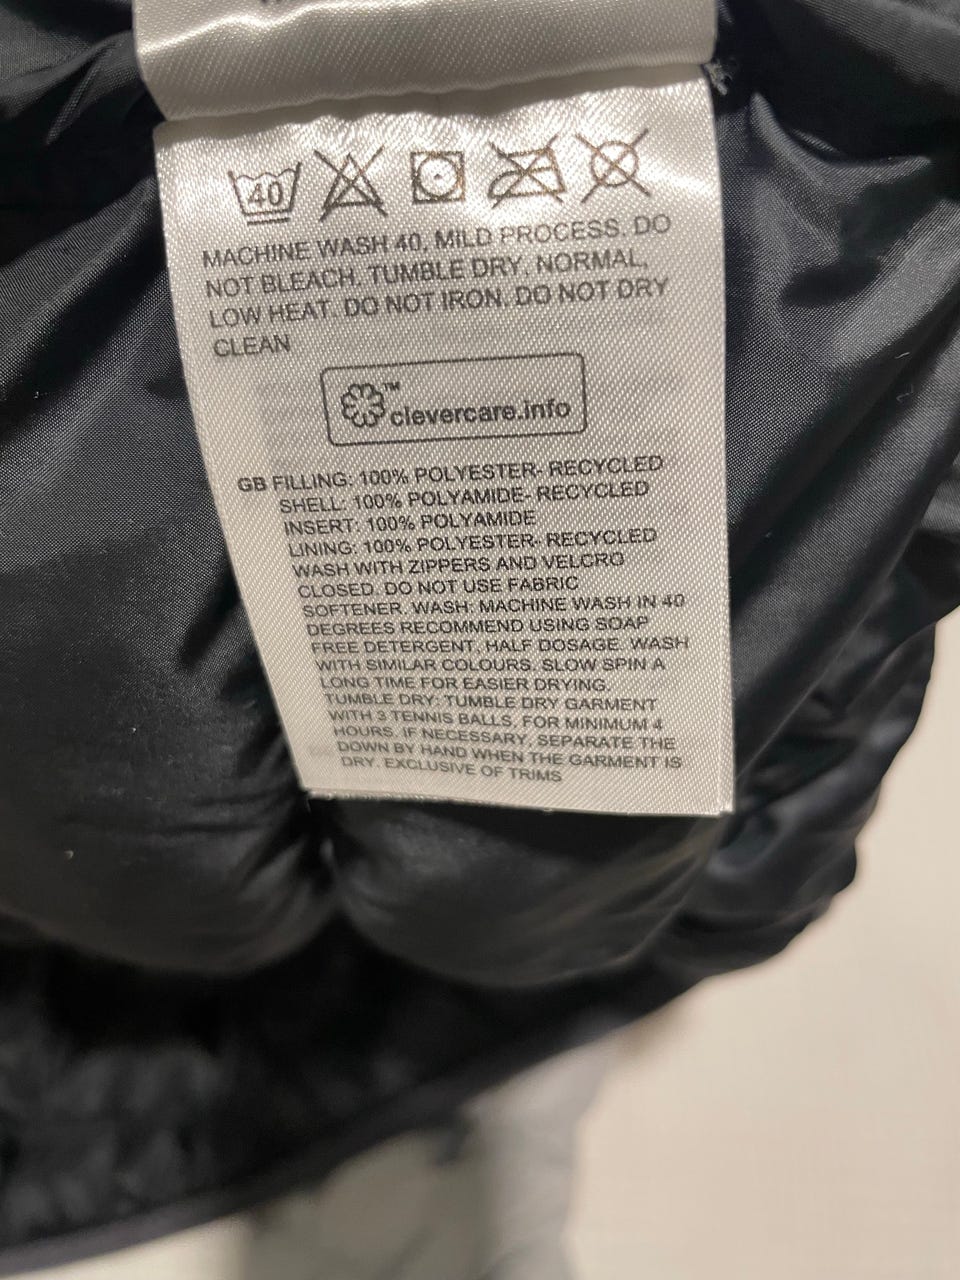 40
MACHINE WASH 40, MILD PROCESS. DO
NOT BLEACH. TUMBLE DRY, NORMAL,
LOW HEAT. DO NOT IRON. DO NOT DRY
CLEAN
™
clevercare.info
GB FILLING: 100% POLYESTER- RECYCLED
SHELL: 100% POLYAMIDE- RECYCLED
INSERT: 100% POLYAMIDE
LINING: 100% POLYESTER- RECYCLED
WASH WITH ZIPPERS AND VELCRO
CLOSED. DO NOT USE FABRIC
SOFTENER. WASH: MACHINE WASH IN 40
DEGREES RECOMMEND USING SOAP
FREE DETERGENT, HALF DOSAGE. WASH
WITH SIMILAR COLOURS. SLOW SPIN A
LONG TIME FOR EASIER DRYING.
TUMBLE DRY: TUMBLE DRY GARMENT
WITH 3 TENNIS BALLS, FOR MINIMUM 4
HOURS. IF NECESSARY, SEPARATE THE
DOWN BY HAND WHEN THE GARMENT IS
DRY. EXCLUSIVE OF TRIMS